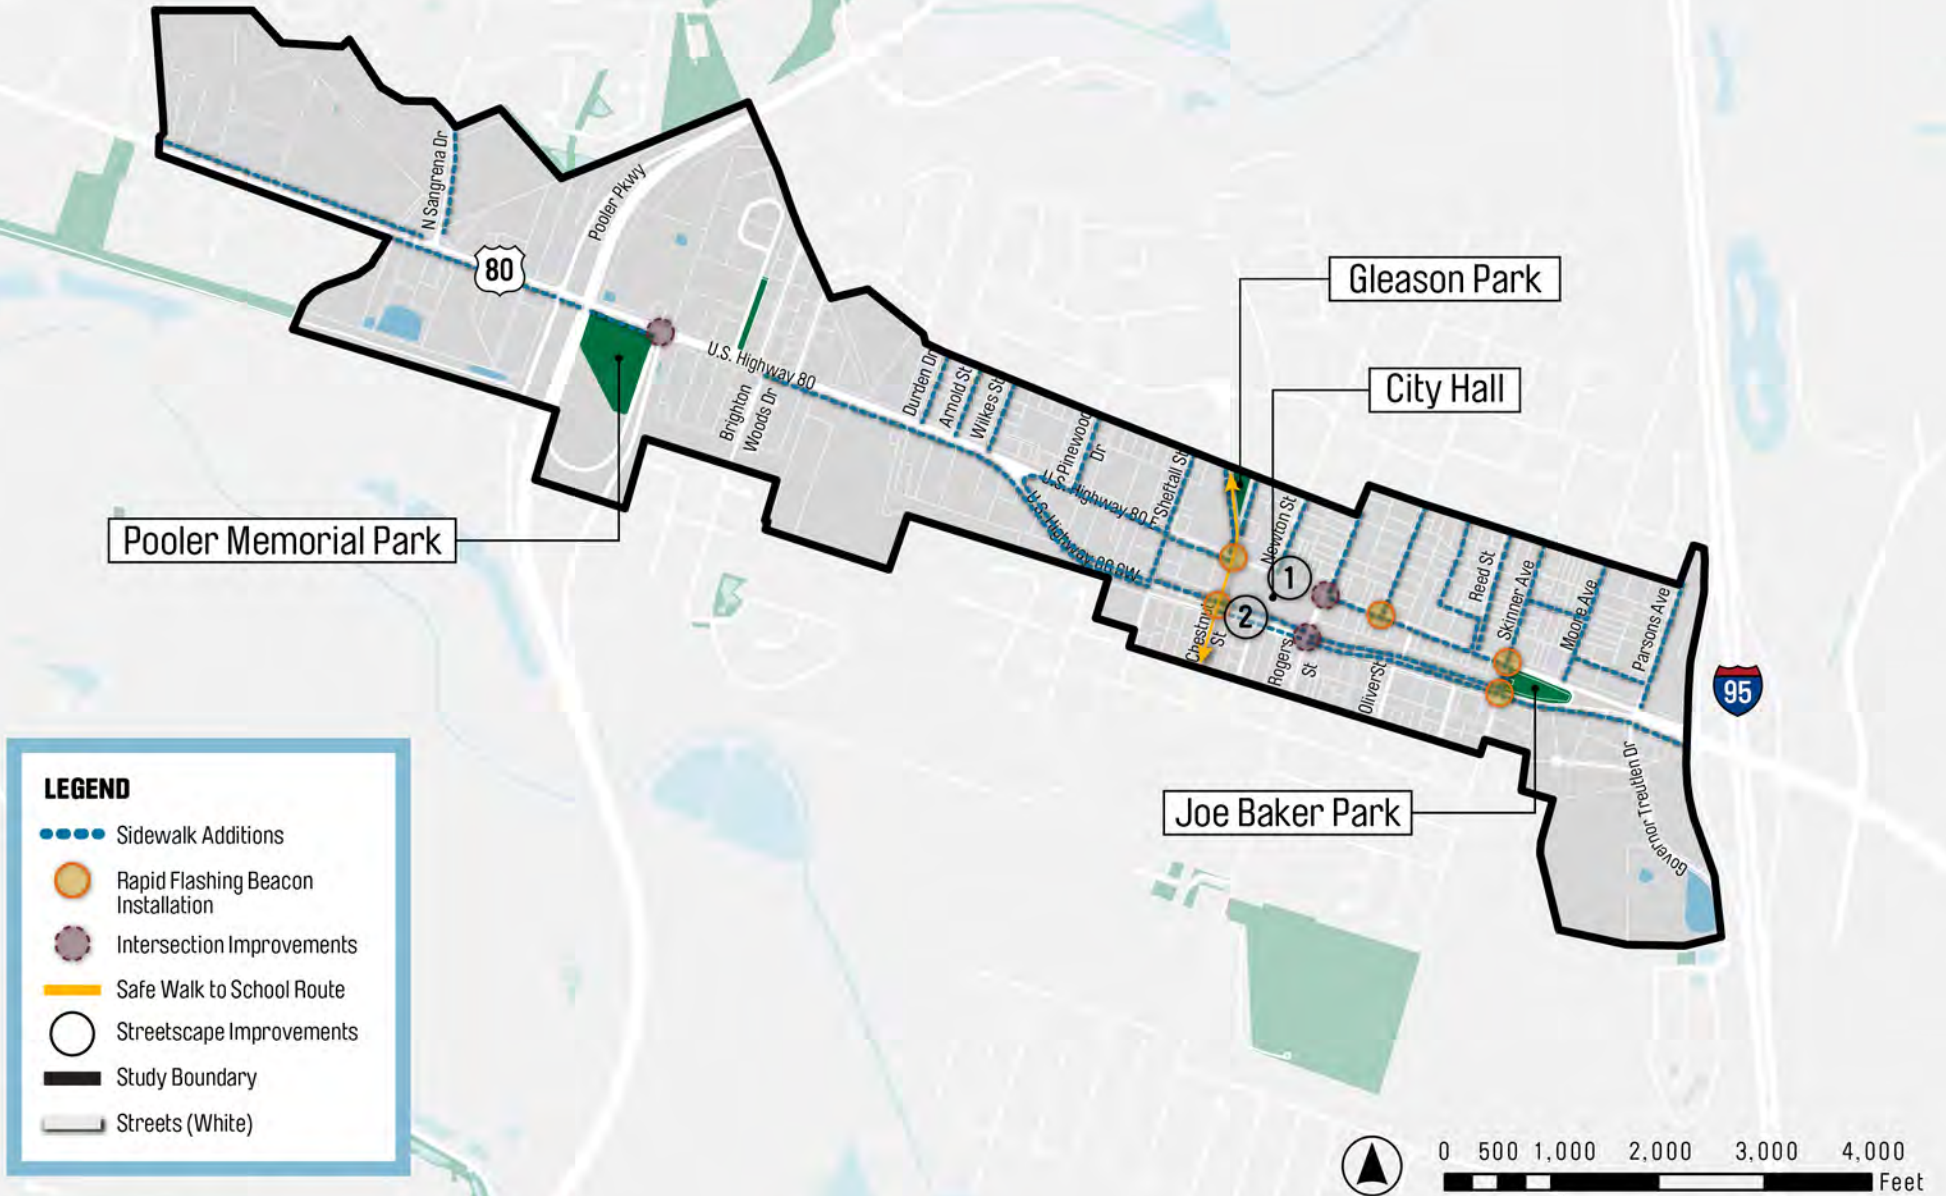 N Sangrena Dr
Pooler Pkwy
80
Gleason Park
City Hall
U.S. Highway 80
Brighton
Woods Dr
Durden Dr
Arnold St
Wilkes St
Pinewood
Dr
Sheftall St
U.S. Highway 80 E
U.S. Highway 80 SW
Newton St
1
2
Chestnut
St
Rogers
St
Oliver St
Reed St
Skinner Ave
Moore Ave
Parsons Ave
95
Governor Treutlen Dr
Pooler Memorial Park
Joe Baker Park
LEGEND
Sidewalk Additions
Rapid Flashing Beacon
Installation
Intersection Improvements
Safe Walk to School Route
Streetscape Improvements
Study Boundary
Streets (White)
0 500 1,000 2,000 3,000 4,000
Feet